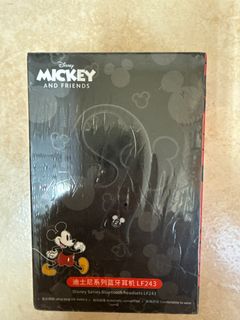 Disney
MICKEY
AND FRIENDS
迪士尼系列蓝牙耳机 LF243
Disney Series Bluetooth headsets LF243